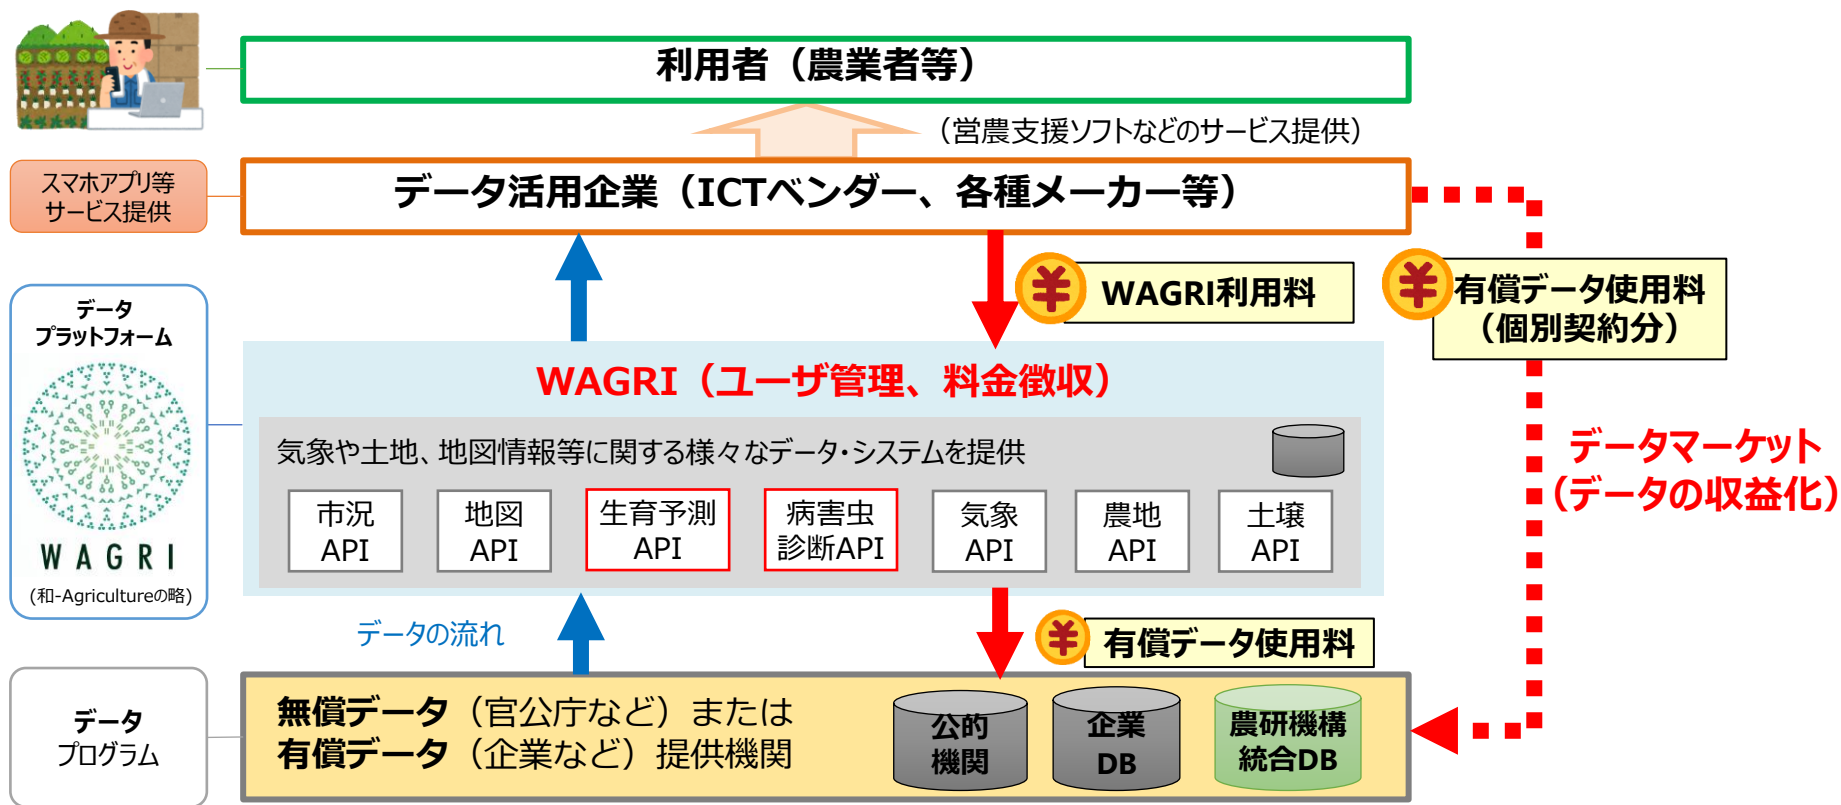 利用者（農業者等）
（営農支援ソフトなどのサービス提供）
スマホアプリ等
サービス提供
データ活用企業（ICTベンダー、各種メーカー等）
WAGRI利用料
有償データ使用料
（個別契約分）
データ
プラットフォーム
WAGRI
(和-Agricultureの略)
WAGRI（ユーザ管理、料金徴収）
気象や土地、地図情報等に関する様々なデータ・システムを提供
市況
API
地図
API
生育予測
API
病害虫
診断API
気象
API
農地
API
土壌
API
データマーケット
（データの収益化）
データの流れ
有償データ使用料
データ
プログラム
無償データ（官公庁など）または
有償データ（企業など）提供機関
公的
機関
企業
DB
農研機構
統合DB